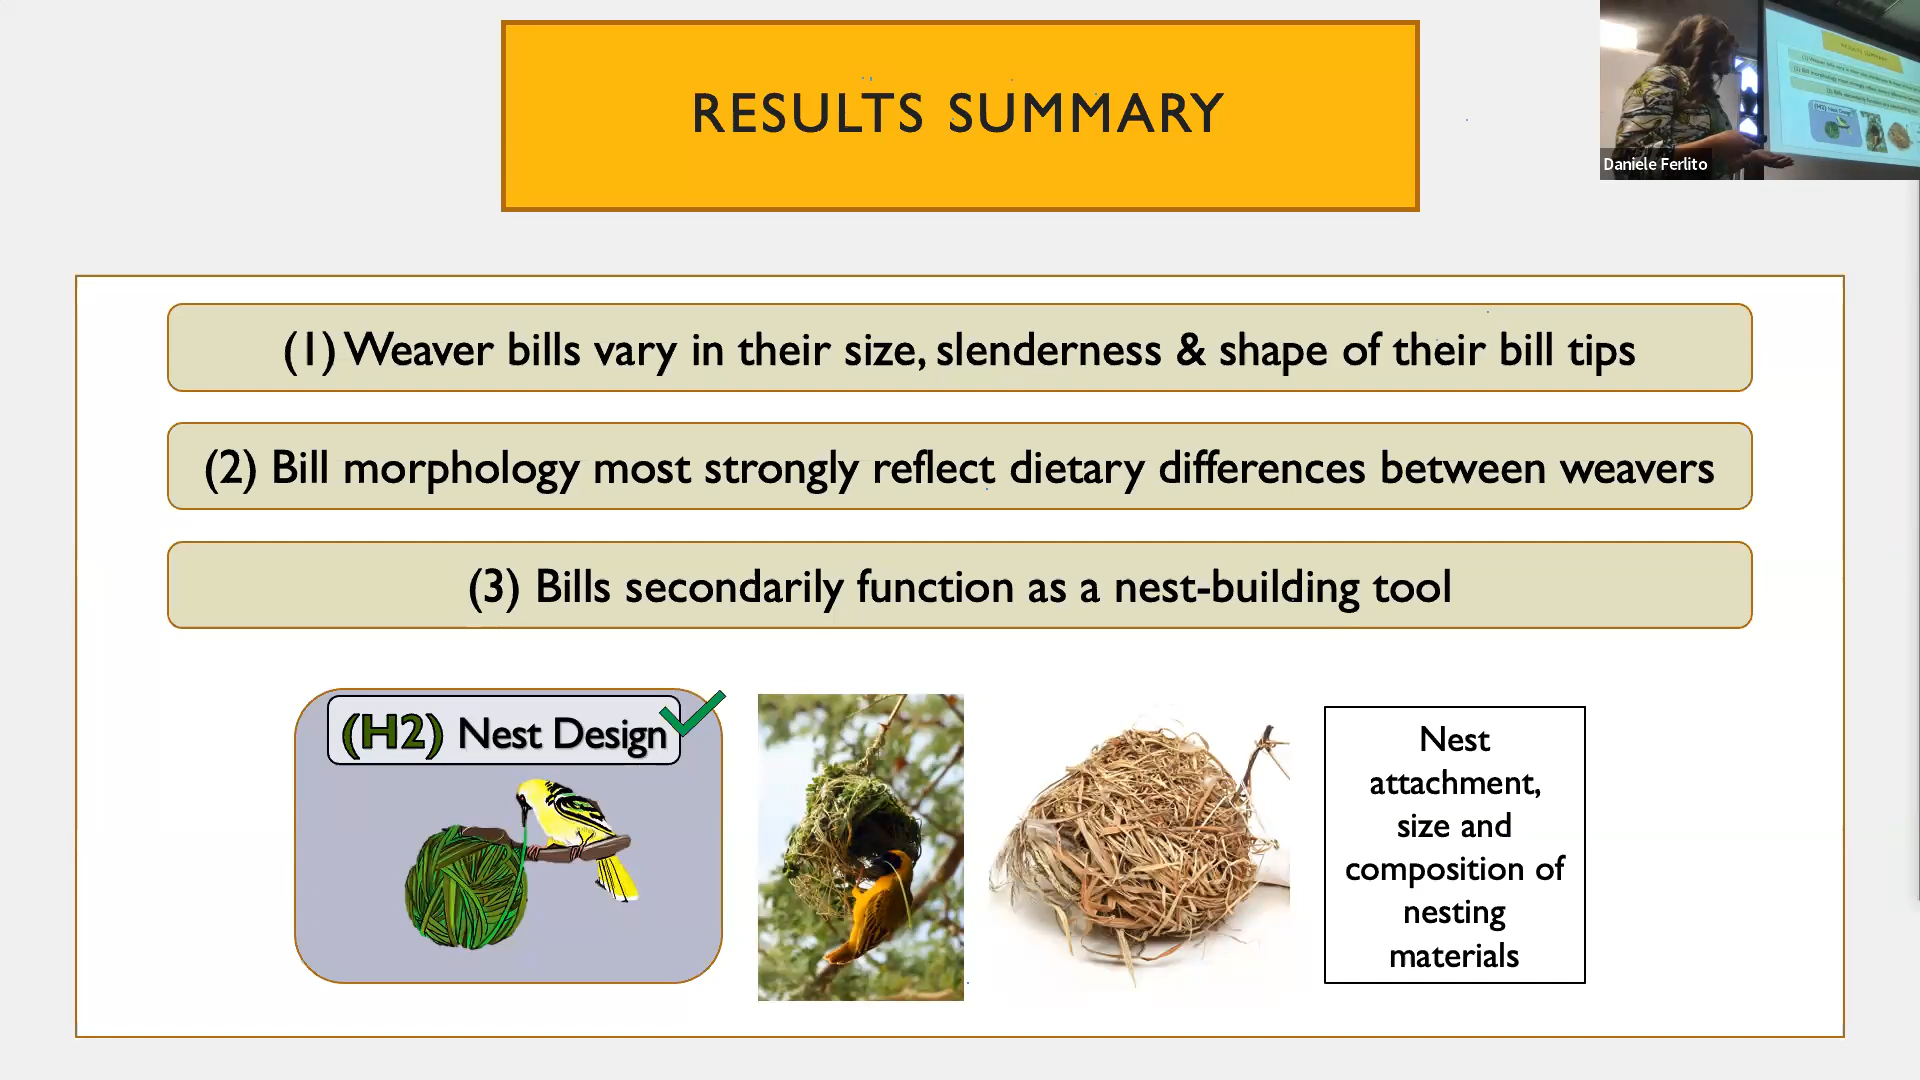 RESULTS SUMMARY
Daniele Ferlito
(1) Weaver bills vary in their size, slenderness & shape of their bill tips
(2) Bill morphology most strongly reflect dietary differences between weavers
(3) Bills secondarily function as a nest-building tool
(H2) Nest Design
Nest
attachment,
size and
composition of
nesting
materials